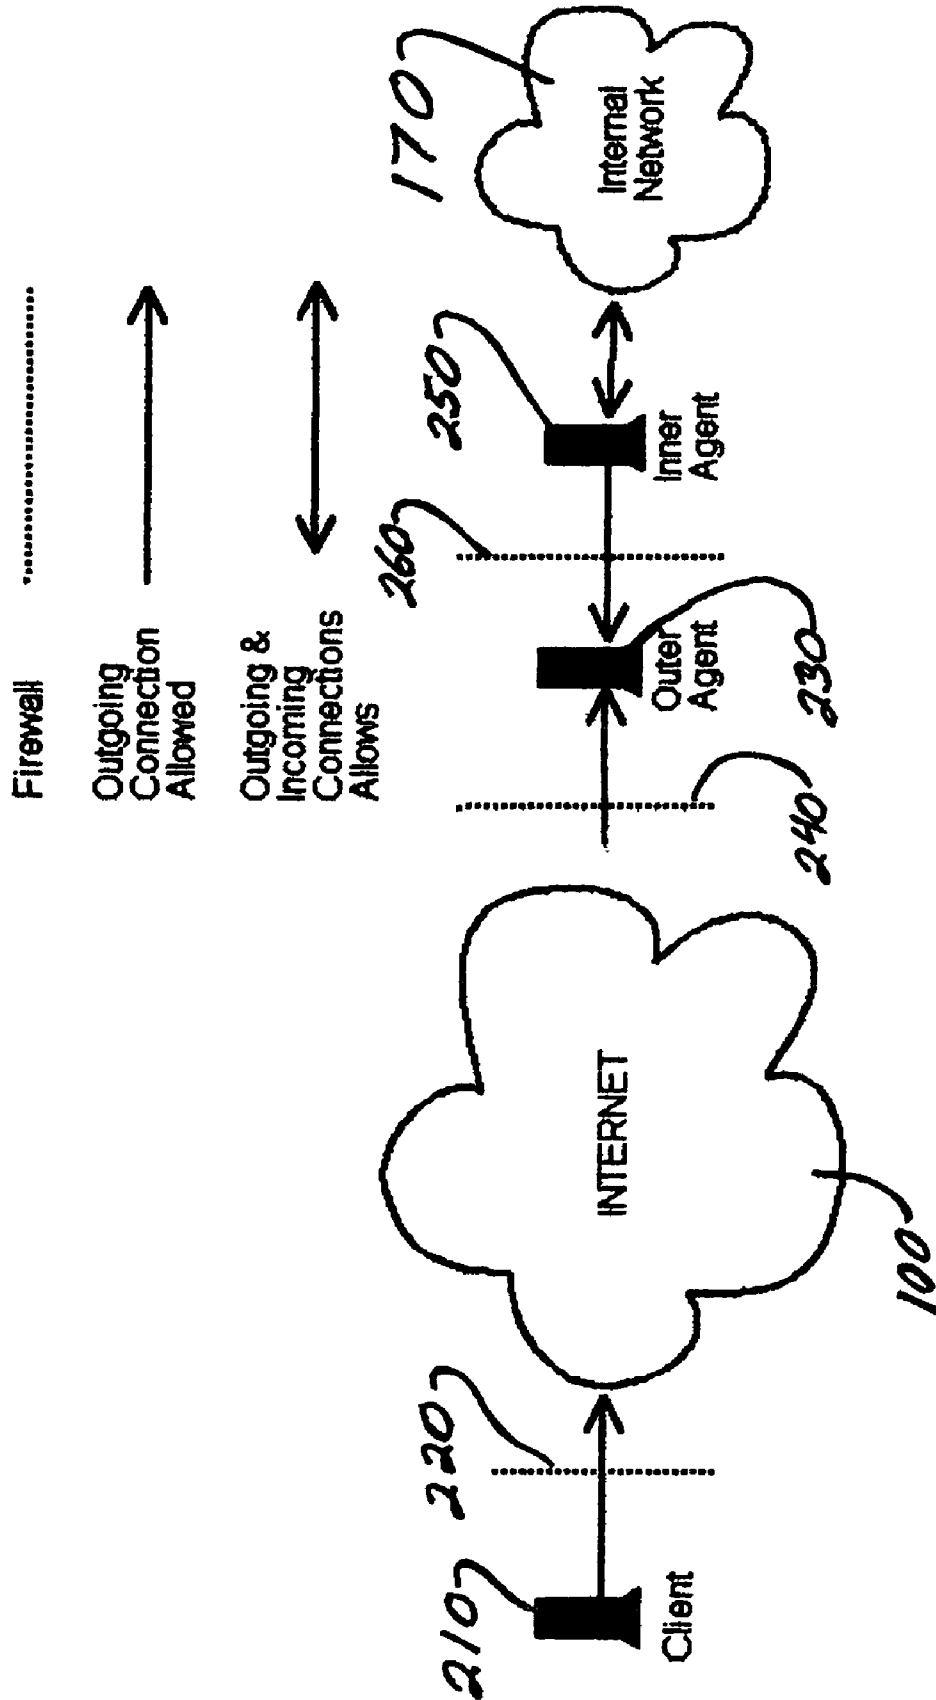 Firewall
Outgoing
Connection
Allowed
Outgoing &
Incoming
Connections
Allows
210
220
260
250
170
Client
INTERNET
Outer
Agent
Inner
Agent
Internal
Network
100
240
230